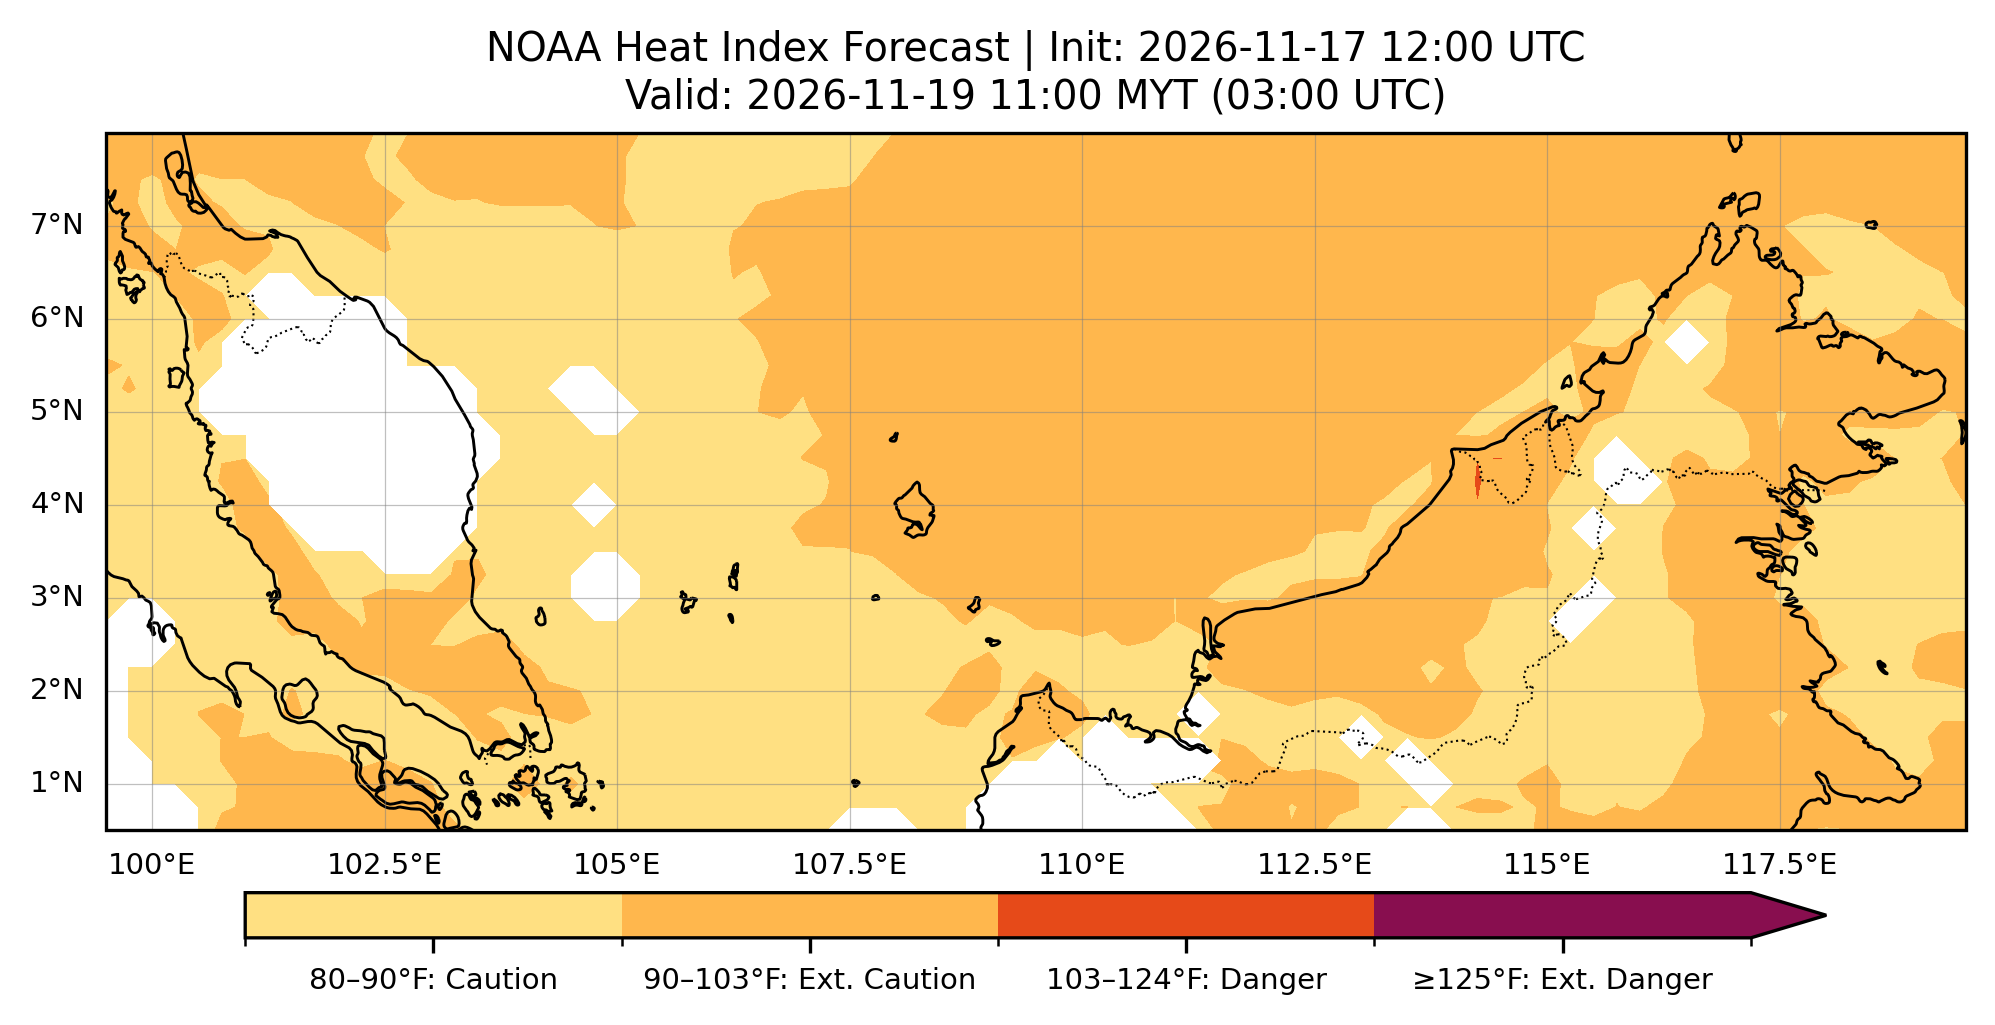 NOAA Heat Index Forecast | Init: 2026-11-17 12:00 UTC
Valid: 2026-11-19 11:00 MYT (03:00 UTC)
7°N
6°N
5°N
4°N
3°N
2°N
1°N
100°E 102.5°E 105°E 107.5°E 110°E 112.5°E 115°E 117.5°E
80–90°F: Caution 90–103°F: Ext. Caution 103–124°F: Danger ≥125°F: Ext. Danger